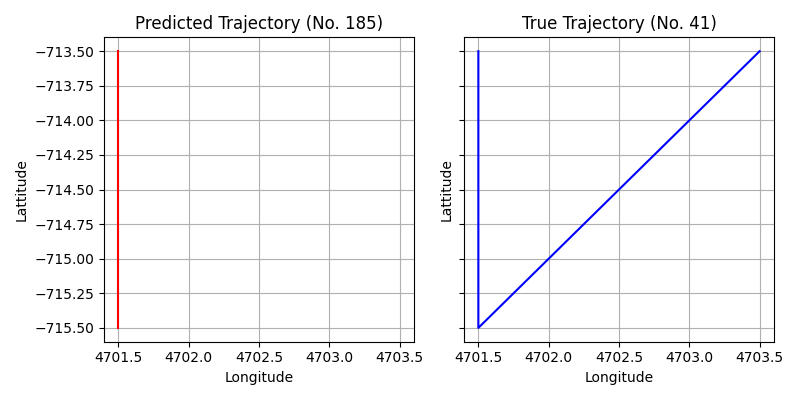 Predicted Trajectory (No. 185)
True Trajectory (No. 41)
Lattitude
−713.50
−713.75
−714.00
−714.25
−714.50
−714.75
−715.00
−715.25
−715.50
4701.5 4702.0 4702.5 4703.0 4703.5
Longitude
Lattitude
4701.5 4702.0 4702.5 4703.0 4703.5
Longitude